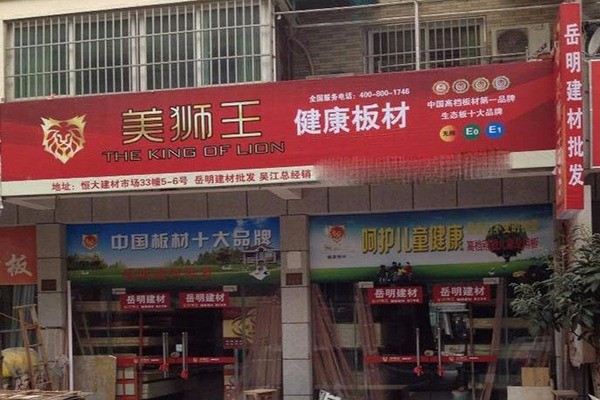 全国服务电话：400-800-1746
美狮王
THE KING OF LION
健康板材
中国高档板材第一品牌
生态板十大品牌
无醛 E0 E1
地址：恒大建材市场33幢5-6号 岳明建材批发 吴江总经销
岳明建材批发
板
中国板材十大品牌
呵护儿童健康
岳明建材
岳明建材
岳明建材
岳明建材